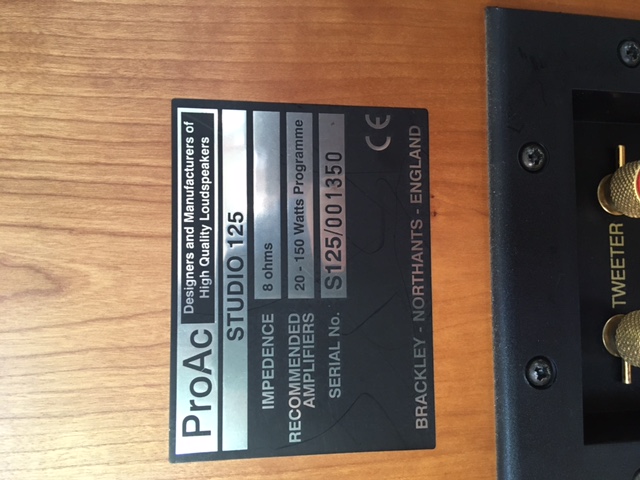 ProAc
Designers and Manufacturers of
High Quality Loudspeakers
STUDIO 125
IMPEDENCE 8 ohms
RECOMMENDED
AMPLIFIERS 20 - 150 Watts Programme
SERIAL No. S125/001350
CE
BRACKLEY - NORTHANTS - ENGLAND
TWEETER